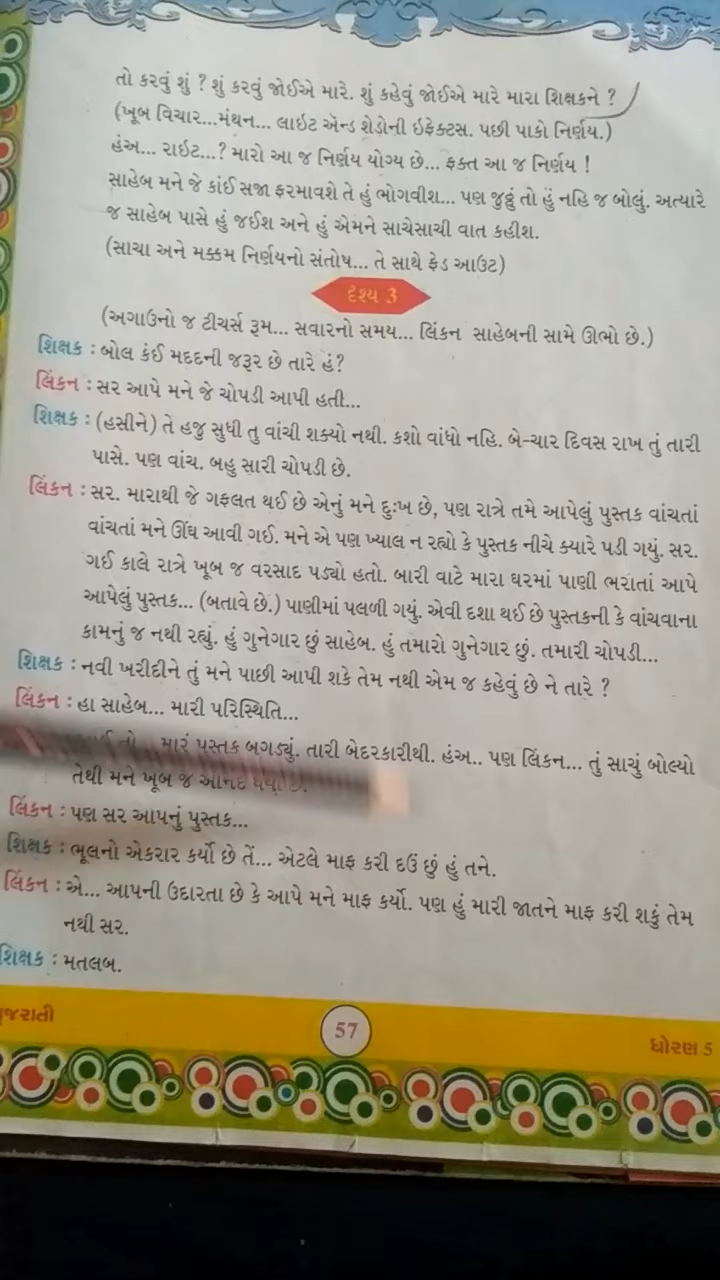 તો કરવું શું ? શું કરવું જોઈએ મારે. શું કહેવું જોઈએ મારે મારા શિક્ષકને ?
(ખૂબ વિચાર...મંથન... લાઇટ ઍન્ડ શેડોની ઇફેક્ટસ. પછી પાકો નિર્ણય.)
હંઅ... રાઇટ...? મારો આ જ નિર્ણય યોગ્ય છે... ફક્ત આ જ નિર્ણય !
સાહેબ મને જે કાંઈ સજા ફરમાવશે તે હું ભોગવીશ... પણ જુઠ્ઠું તો હું નહિ જ બોલું. અત્યારે
જ સાહેબ પાસે હું જઈશ અને હું એમને સાચેસાચી વાત કહીશ.
(સાચા અને મક્કમ નિર્ણયનો સંતોષ... તે સાથે ફેડ આઉટ)
દૃશ્ય 3
(અગાઉનો જ ટીચર્સ રૂમ... સવારનો સમય... લિંકન સાહેબની સામે ઊભો છે.)
શિક્ષક : બોલ કંઈ મદદની જરૂર છે તારે હં?
લિંકન : સર આપે મને જે ચોપડી આપી હતી...
શિક્ષક : (હસીને) તે હજુ સુધી તુ વાંચી શક્યો નથી. કશો વાંધો નહિ. બે-ચાર દિવસ રાખ તું તારી
પાસે. પણ વાંચ. બહુ સારી ચોપડી છે.
લિંકન : સર. મારાથી જે ગફલત થઈ છે એનું મને દુઃખ છે, પણ રાત્રે તમે આપેલું પુસ્તક વાંચતાં
વાંચતાં મને ઊંઘ આવી ગઈ. મને એ પણ ખ્યાલ ન રહ્યો કે પુસ્તક નીચે ક્યારે પડી ગયું. સર.
ગઈ કાલે રાત્રે ખૂબ જ વરસાદ પડ્યો હતો. બારી વાટે મારા ઘરમાં પાણી ભરાતાં આપે
આપેલું પુસ્તક... (બતાવે છે.) પાણીમાં પલળી ગયું. એવી દશા થઈ છે પુસ્તકની કે વાંચવાના
કામનું જ નથી રહ્યું. હું ગુનેગાર છું સાહેબ. હું તમારો ગુનેગાર છું. તમારી ચોપડી...
શિક્ષક : નવી ખરીદીને તું મને પાછી આપી શકે તેમ નથી એમ જ કહેવું છે ને તારે ?
લિંકન : હા સાહેબ... મારી પરિસ્થિતિ...
મારું પુસ્તક બગડ્યું. તારી બેદરકારીથી. હંઅ.. પણ લિંકન... તું સાચું બોલ્યો
તેથી મને ખૂબ જ આનંદ થયો છે.
લિંકન : પણ સર આપનું પુસ્તક...
શિક્ષક : ભૂલનો એકરાર કર્યો છે તેં... એટલે માફ કરી દઉં છું હું તને.
લિંકન : એ... આપની ઉદારતા છે કે આપે મને માફ કર્યો. પણ હું મારી જાતને માફ કરી શકું તેમ
નથી સર.
શિક્ષક : મતલબ.
જરાતી
57
ધોરણ 5